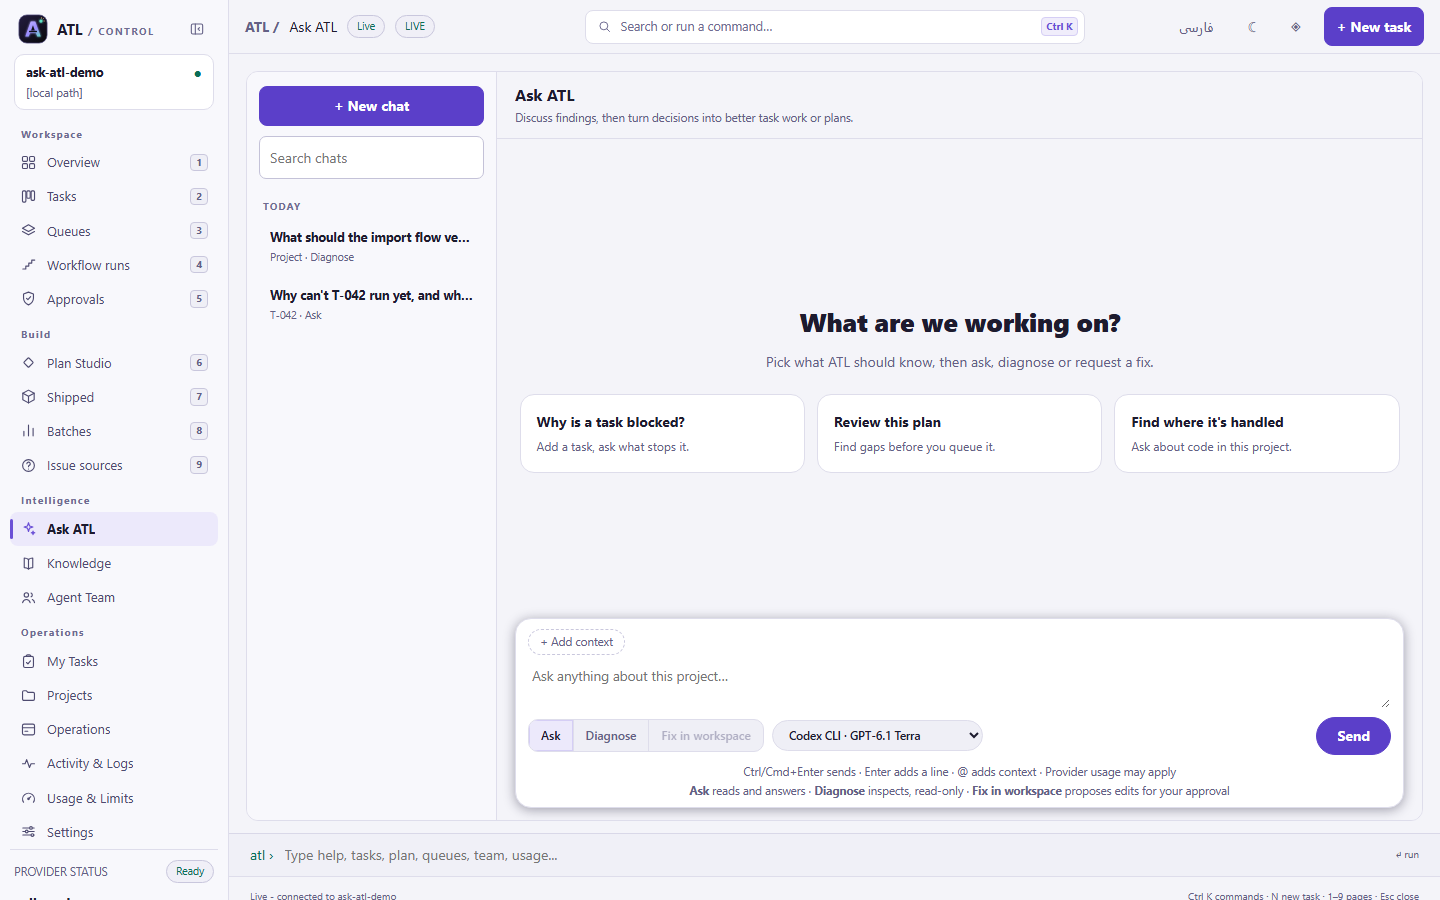 ATL / CONTROL
ask-atl-demo
[local path]
Workspace
Overview 1
Tasks 2
Queues 3
Workflow runs 4
Approvals 5
Build
Plan Studio 6
Shipped 7
Batches 8
Issue sources 9
Intelligence
Ask ATL
Knowledge
Agent Team
Operations
My Tasks
Projects
Operations
Activity & Logs
Usage & Limits
Settings
PROVIDER STATUS Ready
ATL / Ask ATL Live LIVE
Search or run a command... Ctrl K
فارسی
+ New task
+ New chat
Search chats
TODAY
What should the import flow ve...
Project · Diagnose
Why can't T-042 run yet, and wh...
T-042 · Ask
Ask ATL
Discuss findings, then turn decisions into better task work or plans.
What are we working on?
Pick what ATL should know, then ask, diagnose or request a fix.
Why is a task blocked?
Add a task, ask what stops it.
Review this plan
Find gaps before you queue it.
Find where it's handled
Ask about code in this project.
+ Add context
Ask anything about this project...
Ask Diagnose Fix in workspace Codex CLI · GPT-6.1 Terra Send
Ctrl/Cmd+Enter sends · Enter adds a line · @ adds context · Provider usage may apply
Ask reads and answers · Diagnose inspects, read-only · Fix in workspace proposes edits for your approval
atl › Type help, tasks, plan, queues, team, usage... ↵ run
Live - connected to ask-atl-demo
Ctrl K commands · N new task · 1–9 pages · Esc close